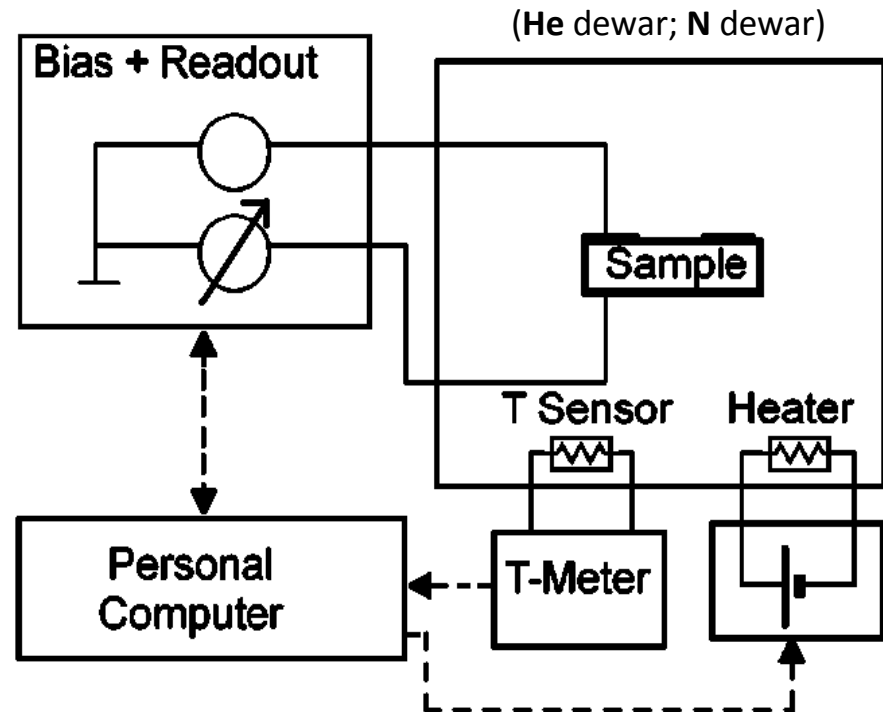 (He dewar; N dewar)
Bias + Readout
Sample
T Sensor
Heater
Personal
Computer
T-Meter